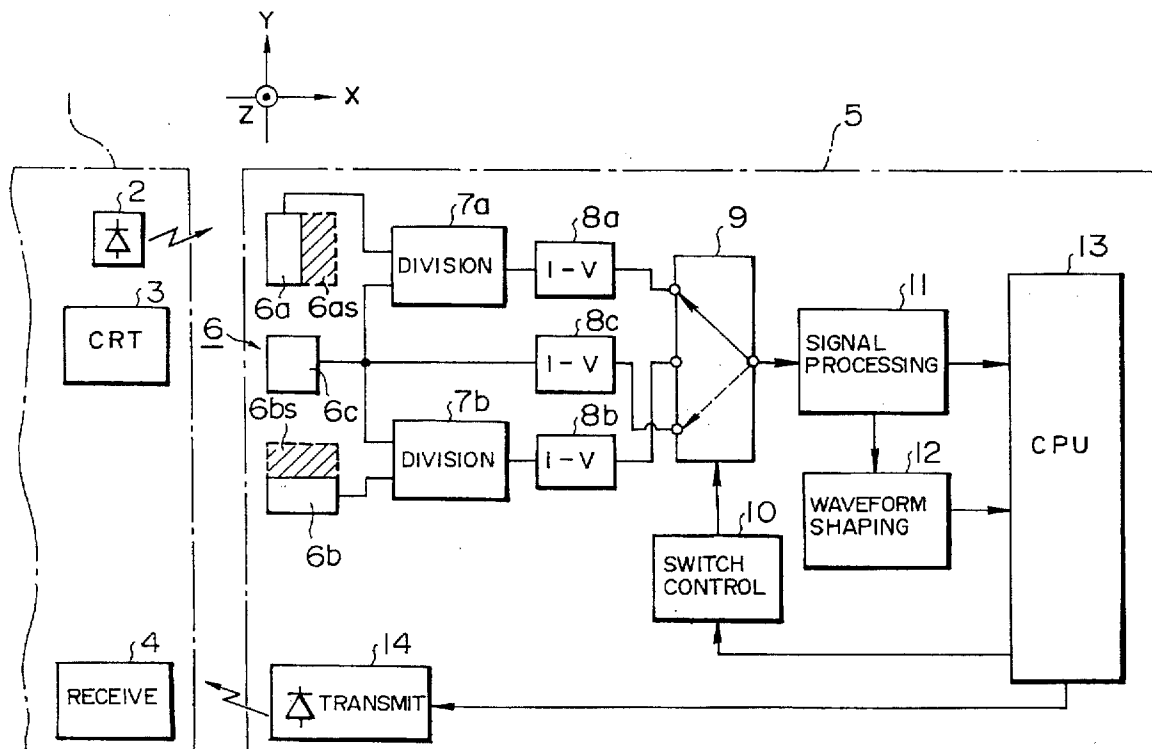 Y
X
Z
5
2
7a
8a
9
13
DIVISION
I-V
6a
6as
11
3
8c
CRT
6
I-V
SIGNAL
PROCESSING
6c
6bs
7b
8b
CPU
DIVISION
I-V
12
WAVEFORM
SHAPING
6b
10
SWITCH
CONTROL
4
14
RECEIVE
TRANSMIT